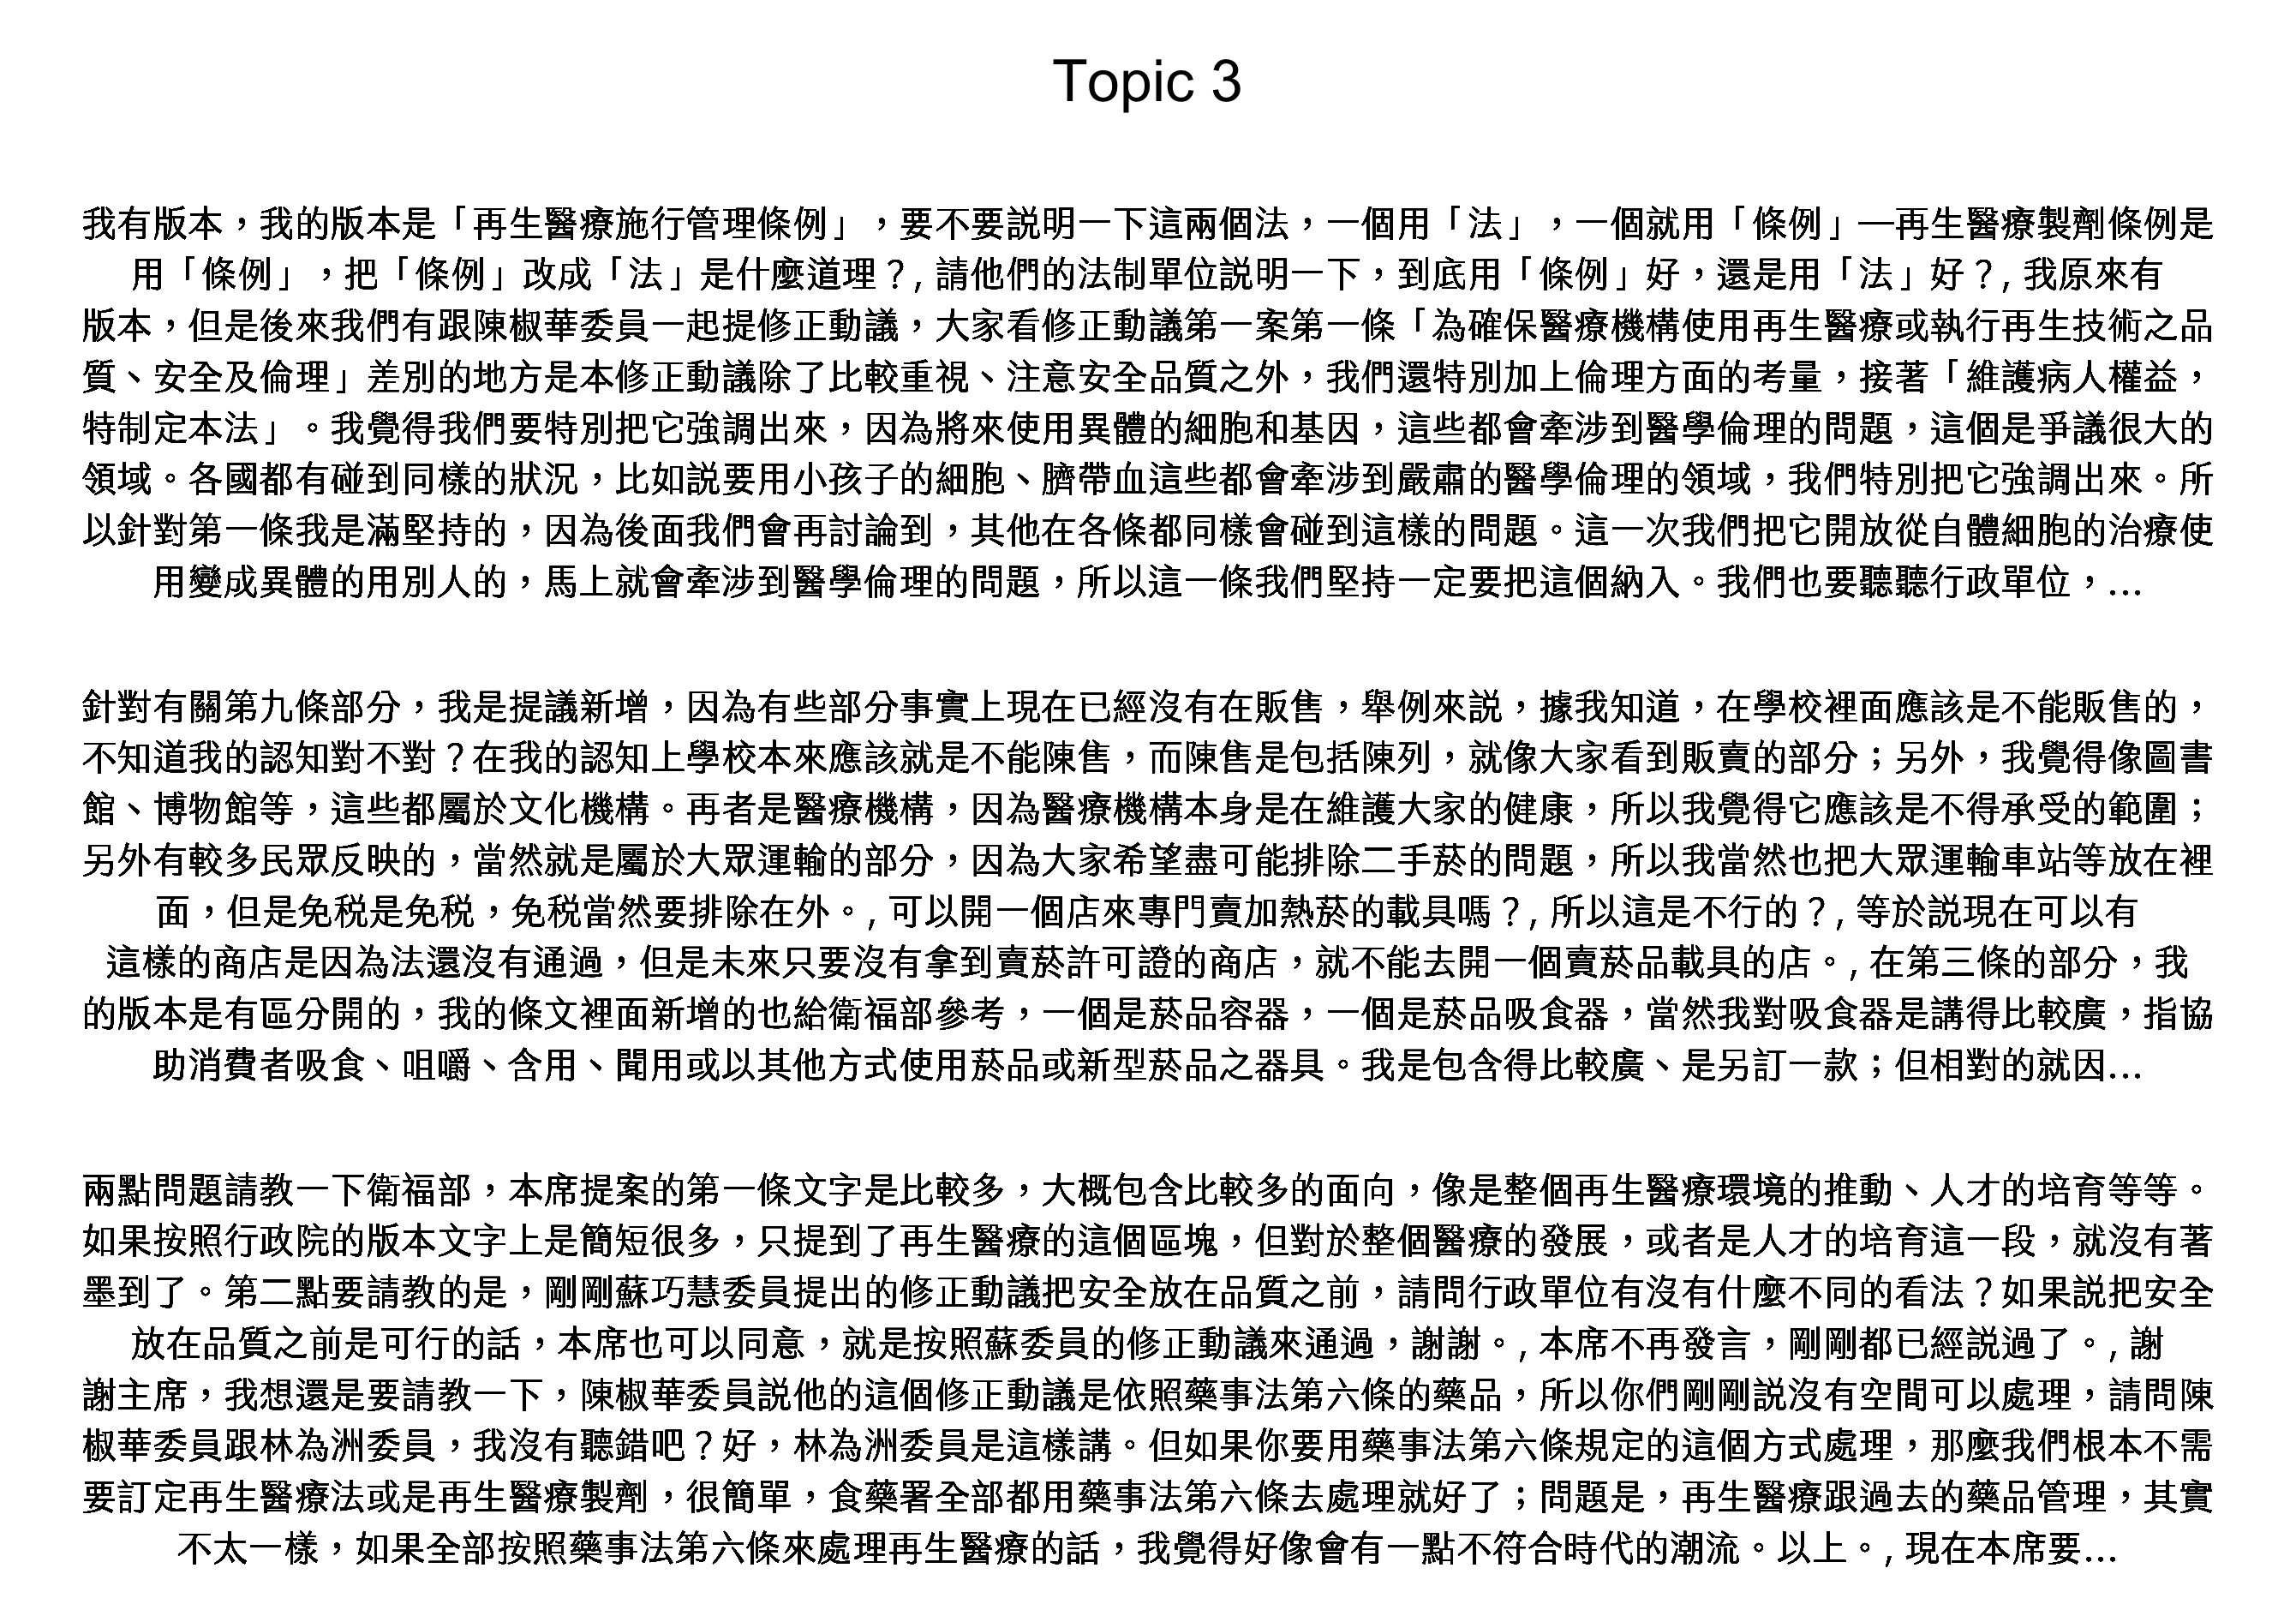 Topic 3
我有版本，我的版本是「再生醫療施行管理條例」，要不要説明一下這兩個法，一個用「法」，一個就用「條例」—再生醫療製劑條例是
用「條例」，把「條例」改成「法」是什麼道理？, 請他們的法制單位説明一下，到底用「條例」好，還是用「法」好？, 我原來有
版本，但是後來我們有跟陳椒華委員一起提修正動議，大家看修正動議第一案第一條「為確保醫療機構使用再生醫療或執行再生技術之品
質、安全及倫理」差別的地方是本修正動議除了比較重視、注意安全品質之外，我們還特別加上倫理方面的考量，接著「維護病人權益，
特制定本法」。我覺得我們要特別把它強調出來，因為將來使用異體的細胞和基因，這些都會牽涉到醫學倫理的問題，這個是爭議很大的
領域。各國都有碰到同樣的狀況，比如説要用小孩子的細胞、臍帶血這些都會牽涉到嚴肅的醫學倫理的領域，我們特別把它強調出來。所
以針對第一條我是滿堅持的，因為後面我們會再討論到，其他在各條都同樣會碰到這樣的問題。這一次我們把它開放從自體細胞的治療使
用變成異體的用別人的，馬上就會牽涉到醫學倫理的問題，所以這一條我們堅持一定要把這個納入。我們也要聽聽行政單位，...
針對有關第九條部分，我是提議新增，因為有些部分事實上現在已經沒有在販售，舉例來説，據我知道，在學校裡面應該是不能販售的，
不知道我的認知對不對？在我的認知上學校本來應該就是不能陳售，而陳售是包括陳列，就像大家看到販賣的部分；另外，我覺得像圖書
館、博物館等，這些都屬於文化機構。再者是醫療機構，因為醫療機構本身是在維護大家的健康，所以我覺得它應該是不得承受的範圍；
另外有較多民眾反映的，當然就是屬於大眾運輸的部分，因為大家希望盡可能排除二手菸的問題，所以我當然也把大眾運輸車站等放在裡
面，但是免税是免税，免税當然要排除在外。, 可以開一個店來專門賣加熱菸的載具嗎？, 所以這是不行的？, 等於説現在可以有
這樣的商店是因為法還沒有通過，但是未來只要沒有拿到賣菸許可證的商店，就不能去開一個賣菸品載具的店。, 在第三條的部分，我
的版本是有區分開的，我的條文裡面新增的也給衛福部參考，一個是菸品容器，一個是菸品吸食器，當然我對吸食器是講得比較廣，指協
助消費者吸食、咀嚼、含用、聞用或以其他方式使用菸品或新型菸品之器具。我是包含得比較廣、是另訂一款；但相對的就因...
兩點問題請教一下衛福部，本席提案的第一條文字是比較多，大概包含比較多的面向，像是整個再生醫療環境的推動、人才的培育等等。
如果按照行政院的版本文字上是簡短很多，只提到了再生醫療的這個區塊，但對於整個醫療的發展，或者是人才的培育這一段，就沒有著
墨到了。第二點要請教的是，剛剛蘇巧慧委員提出的修正動議把安全放在品質之前，請問行政單位有沒有什麼不同的看法？如果説把安全
放在品質之前是可行的話，本席也可以同意，就是按照蘇委員的修正動議來通過，謝謝。, 本席不再發言，剛剛都已經説過了。, 謝
謝主席，我想還是要請教一下，陳椒華委員説他的這個修正動議是依照藥事法第六條的藥品，所以你們剛剛説沒有空間可以處理，請問陳
椒華委員跟林為洲委員，我沒有聽錯吧？好，林為洲委員是這樣講。但如果你要用藥事法第六條規定的這個方式處理，那麼我們根本不需
要訂定再生醫療法或是再生醫療製劑，很簡單，食藥署全部都用藥事法第六條去處理就好了；問題是，再生醫療跟過去的藥品管理，其實
不太一樣，如果全部按照藥事法第六條來處理再生醫療的話，我覺得好像會有一點不符合時代的潮流。以上。, 現在本席要...